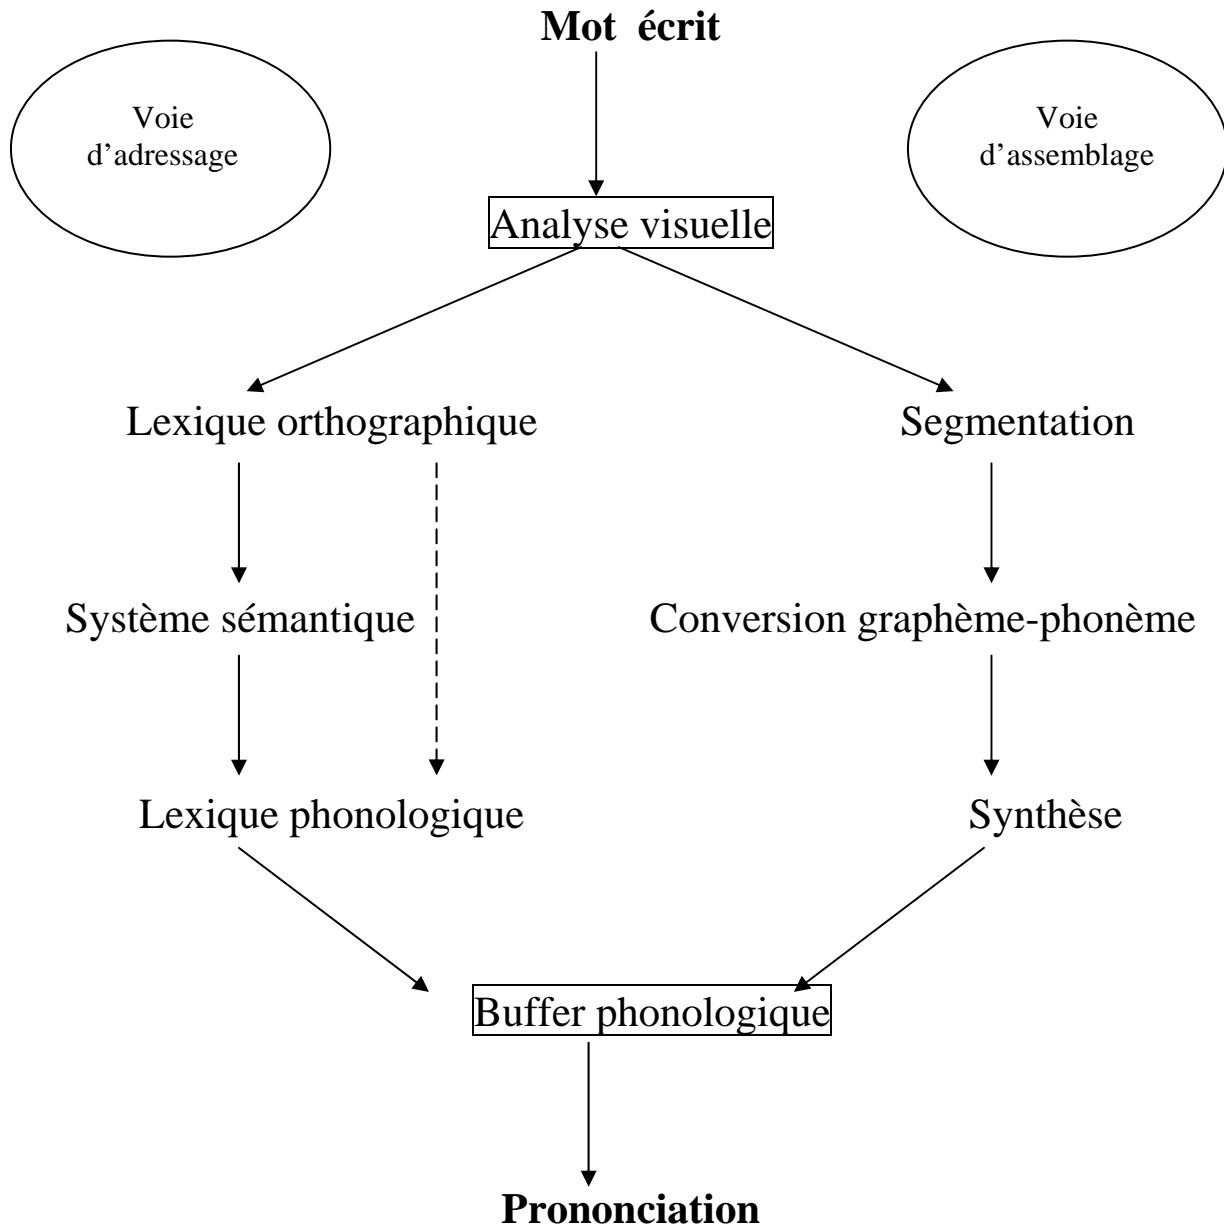 Mot écrit
Voie
d’adressage
Voie
d’assemblage
Analyse visuelle
Lexique orthographique
Segmentation
Système sémantique
Conversion graphème-phonème
Lexique phonologique
Synthèse
Buffer phonologique
Prononciation